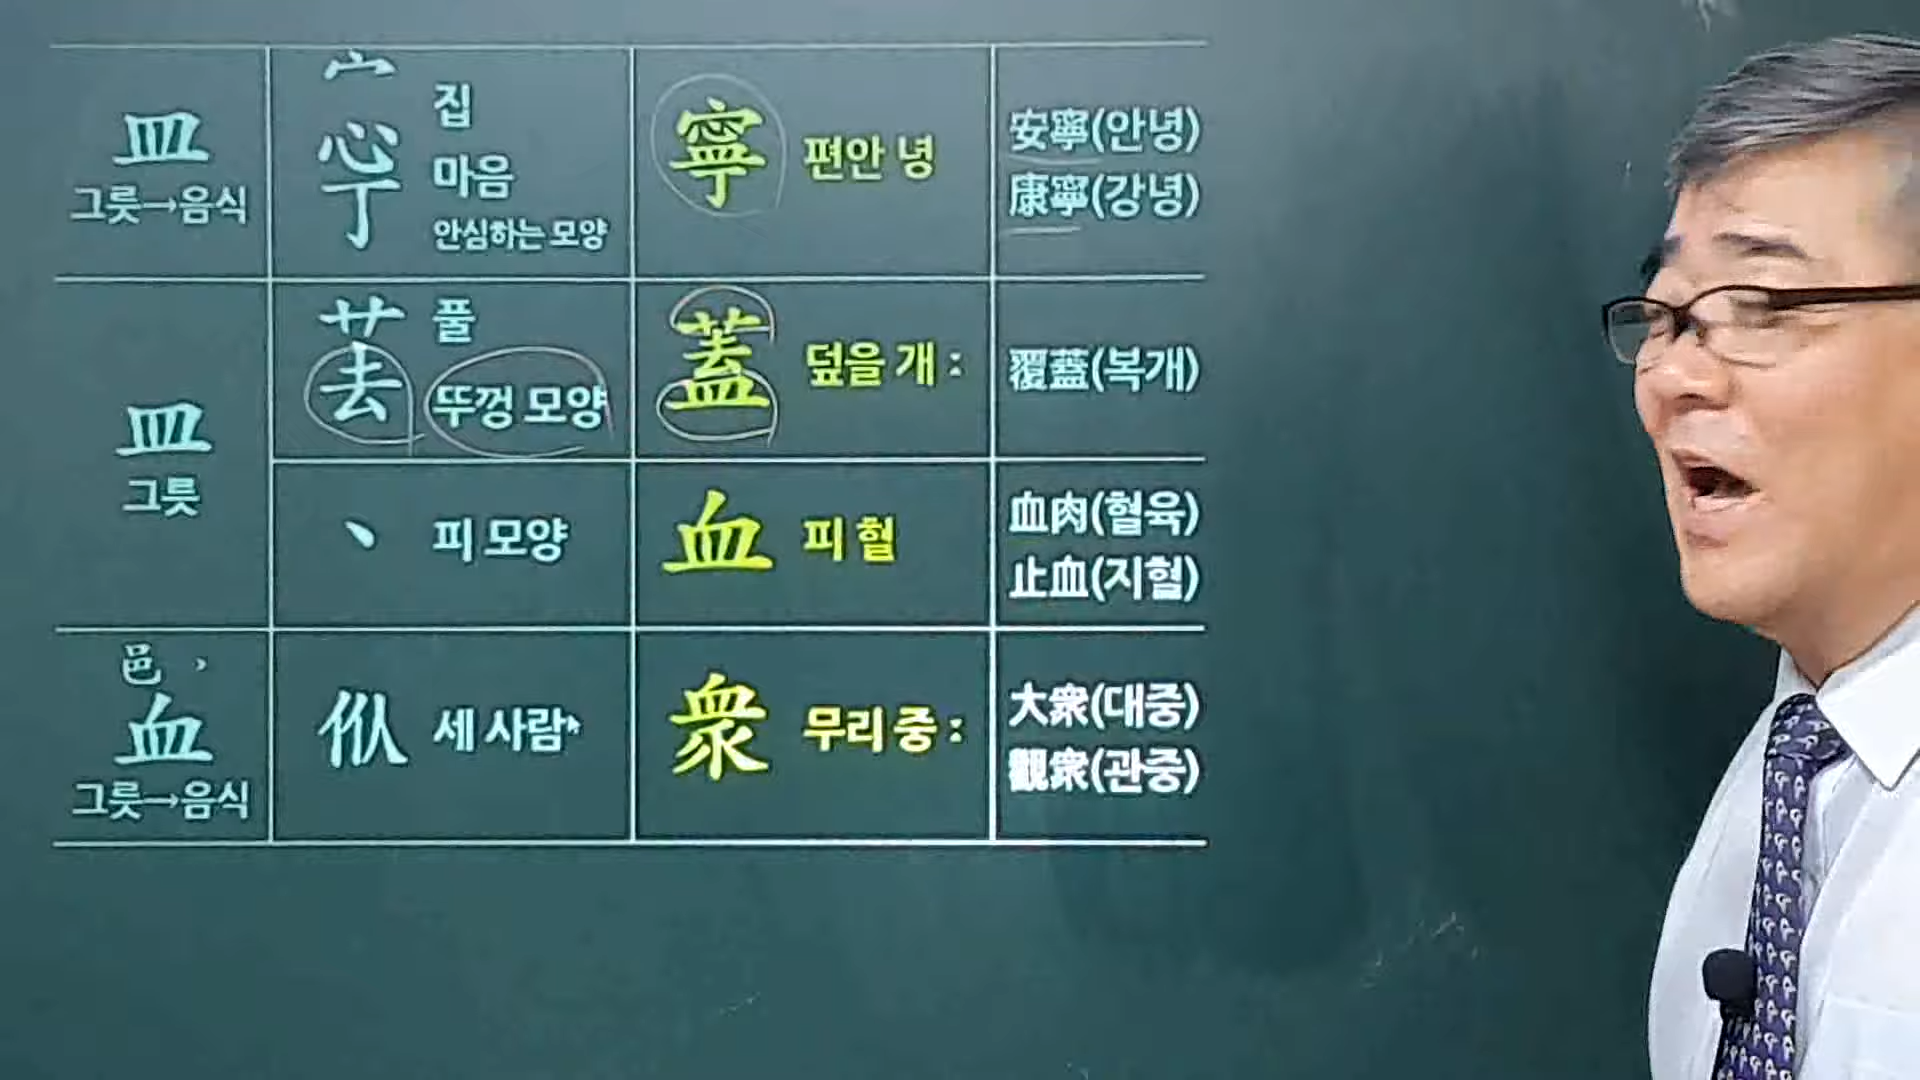 皿
그릇→음식
宀 집
心 마음
丁 안심하는 모양
寧 편안 녕
安寧(안녕)
康寧(강녕)
皿
그릇
艹 풀
去 뚜껑 모양
蓋 덮을 개 :
覆蓋(복개)
丶 피 모양
血 피 혈
血肉(혈육)
止血(지혈)
邑 、
血
그릇→음식
㐺 세 사람
衆 무리 중 :
大衆(대중)
觀衆(관중)